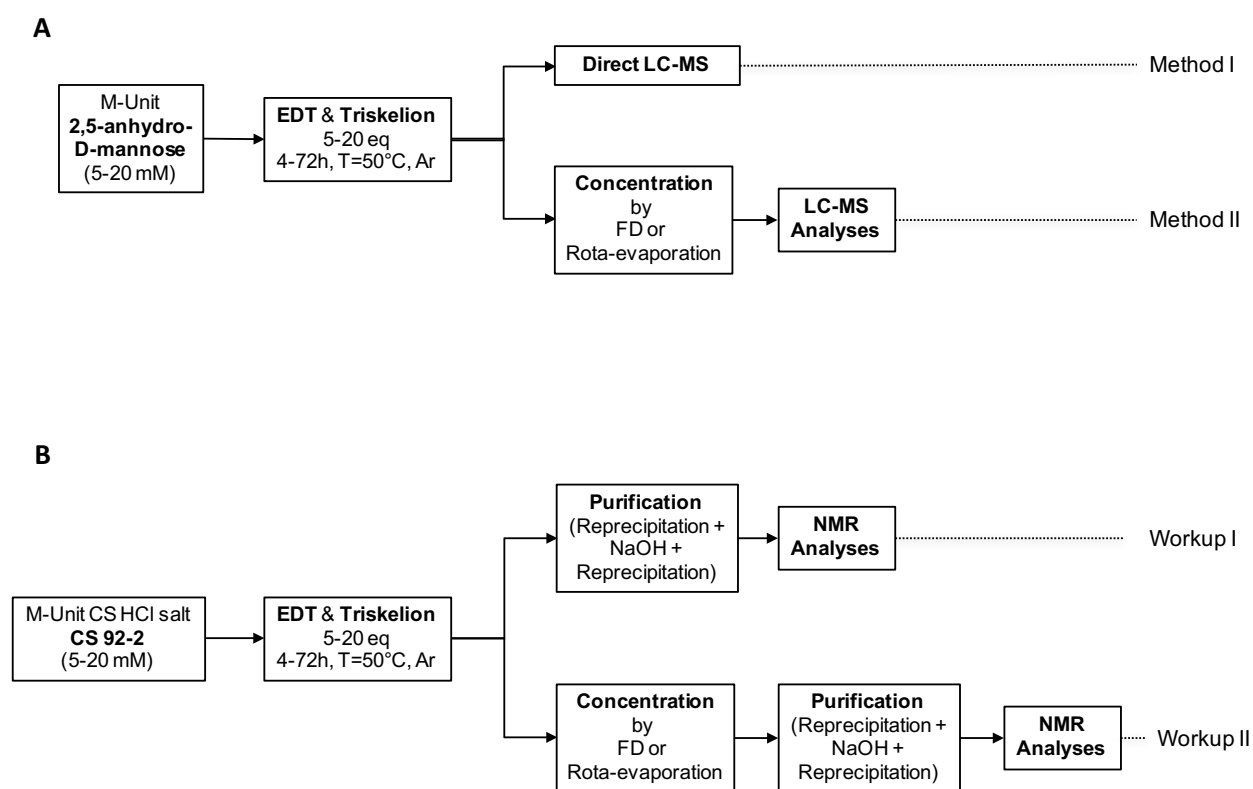 A
M-Unit
2,5-anhydro-
D-mannose
(5-20 mM)
EDT & Triskelion
5-20 eq
4-72h, T=50°C, Ar
Direct LC-MS
Method I
Concentration
by
FD or
Rota-evaporation
LC-MS
Analyses
Method II
B
M-Unit CS HCl salt
CS 92-2
(5-20 mM)
EDT & Triskelion
5-20 eq
4-72h, T=50°C, Ar
Purification
(Reprecipitation +
NaOH +
Reprecipitation)
NMR
Analyses
Workup I
Concentration
by
FD or
Rota-evaporation
Purification
(Reprecipitation +
NaOH +
Reprecipitation)
NMR
Analyses
Workup II